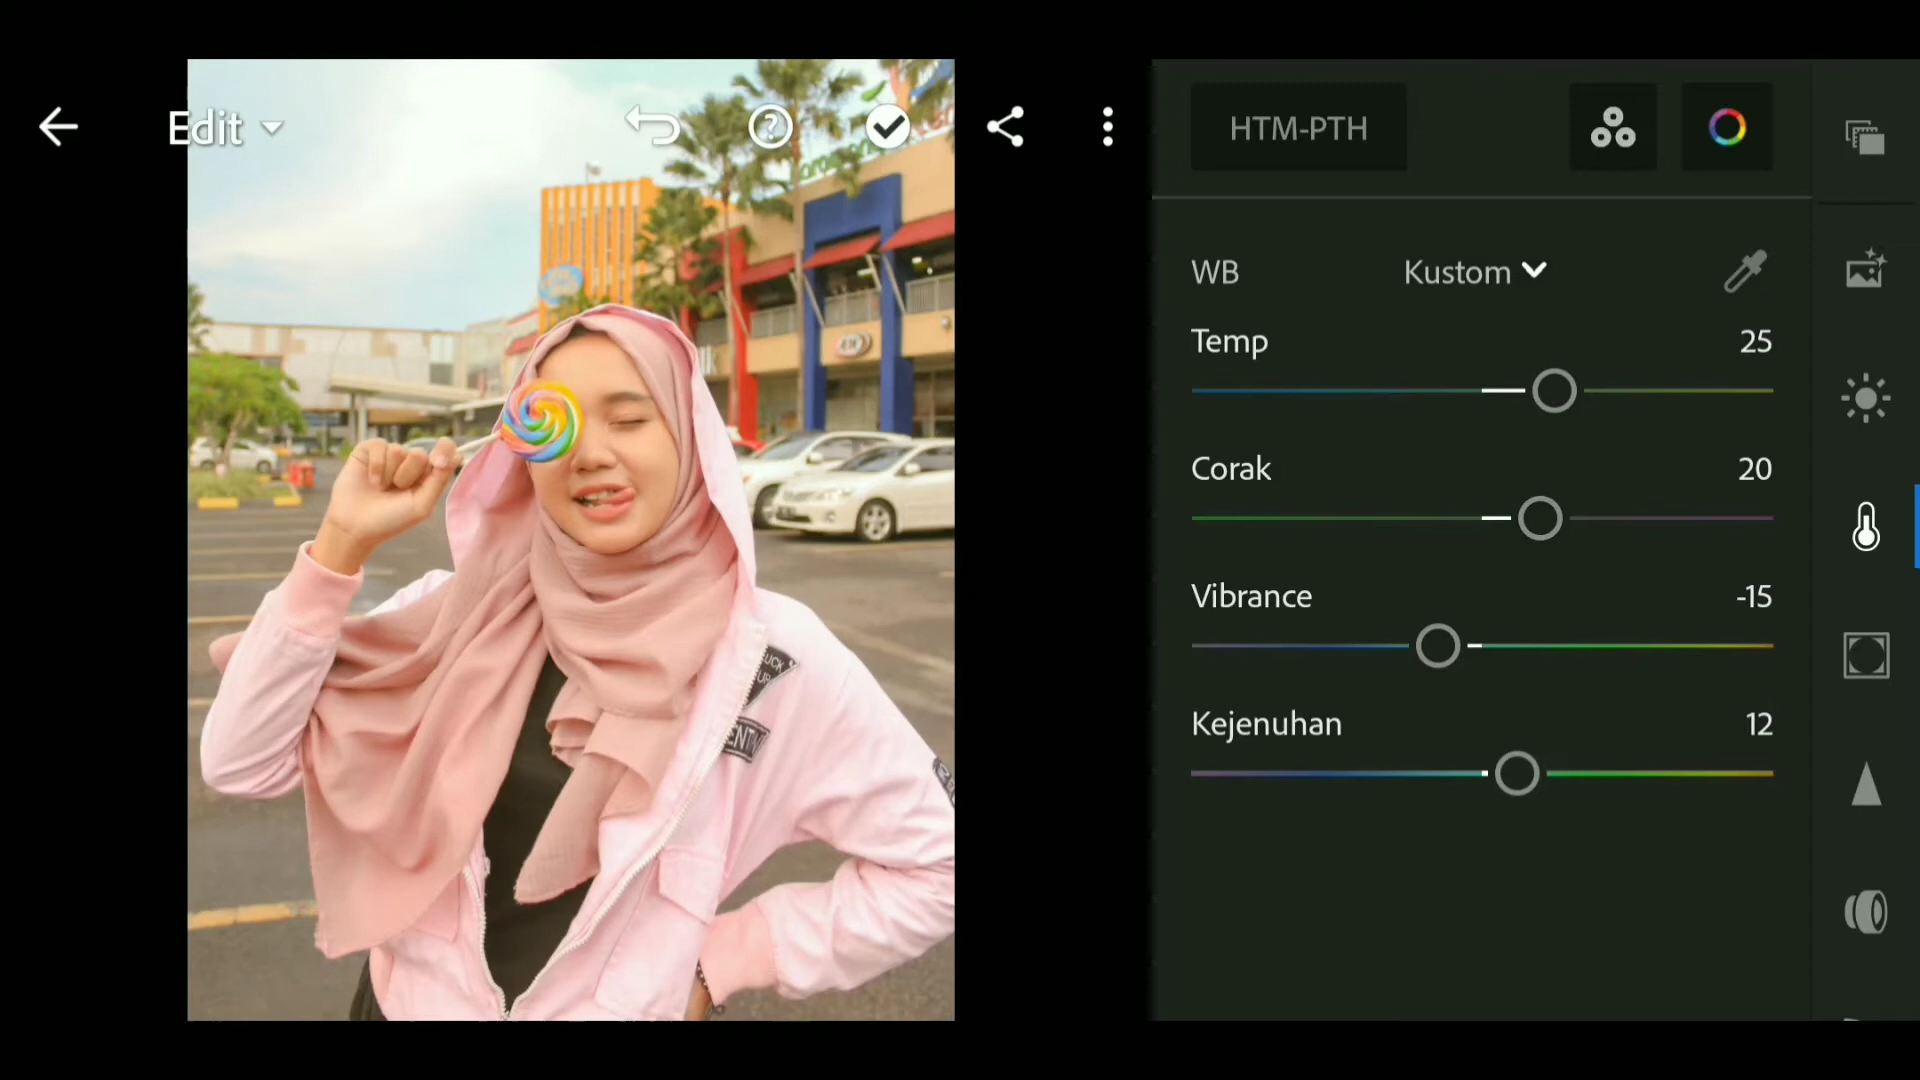 Edit
HTM-PTH
WB
Kustom
Temp
25
Corak
20
Vibrance
-15
Kejenuhan
12
A&W